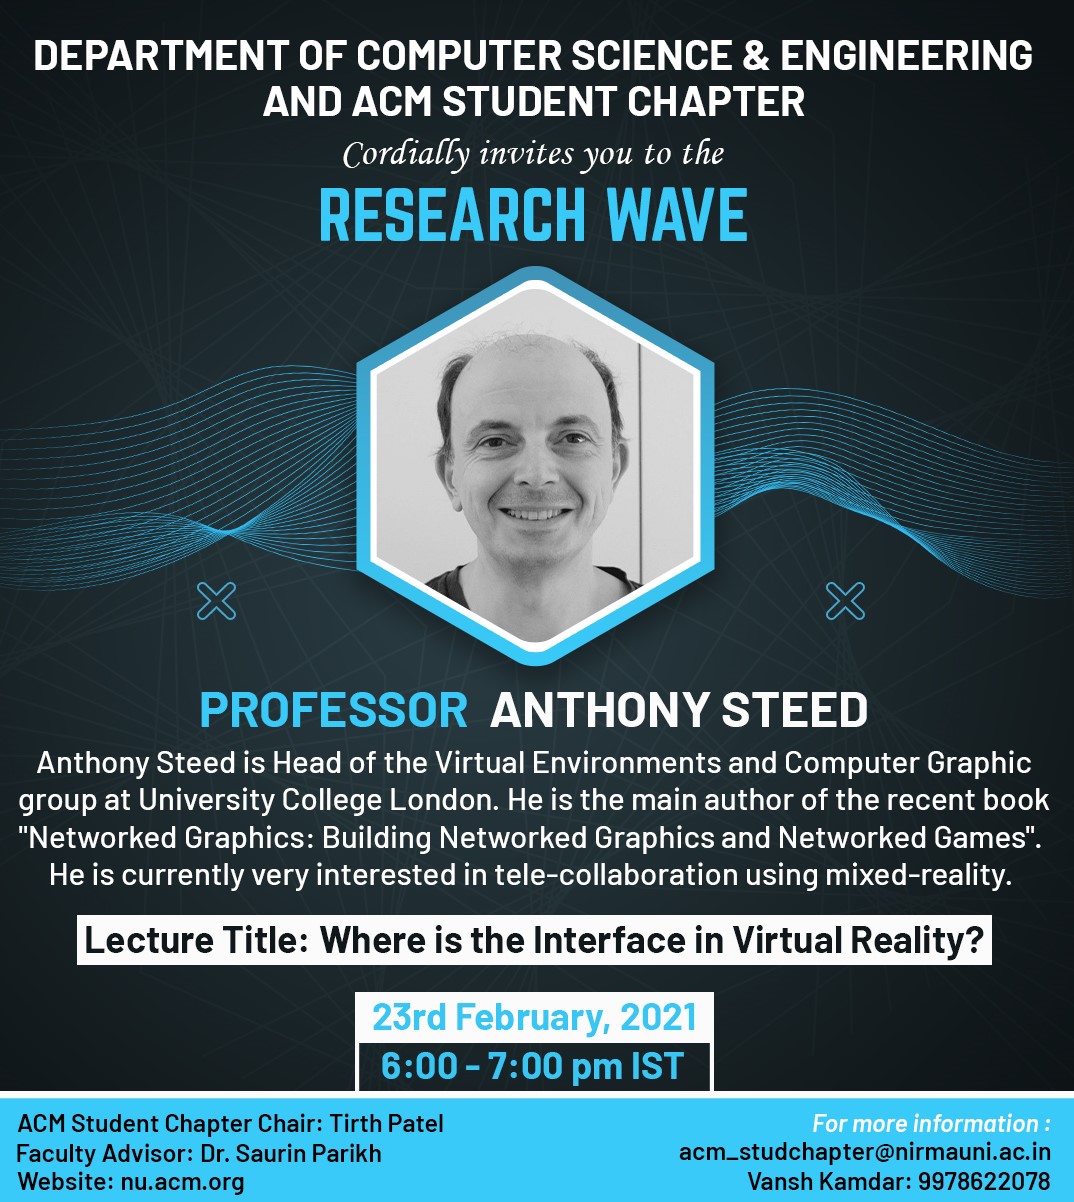 DEPARTMENT OF COMPUTER SCIENCE & ENGINEERING
AND ACM STUDENT CHAPTER
Cordially invites you to the
RESEARCH WAVE
PROFESSOR ANTHONY STEED
Anthony Steed is Head of the Virtual Environments and Computer Graphic
group at University College London. He is the main author of the recent book
"Networked Graphics: Building Networked Graphics and Networked Games".
He is currently very interested in tele-collaboration using mixed-reality.
Lecture Title: Where is the Interface in Virtual Reality?
23rd February, 2021
6:00 - 7:00 pm IST
ACM Student Chapter Chair: Tirth Patel
Faculty Advisor: Dr. Saurin Parikh
Website: nu.acm.org
For more information :
acm_studchapter@nirmauni.ac.in
Vansh Kamdar: 9978622078